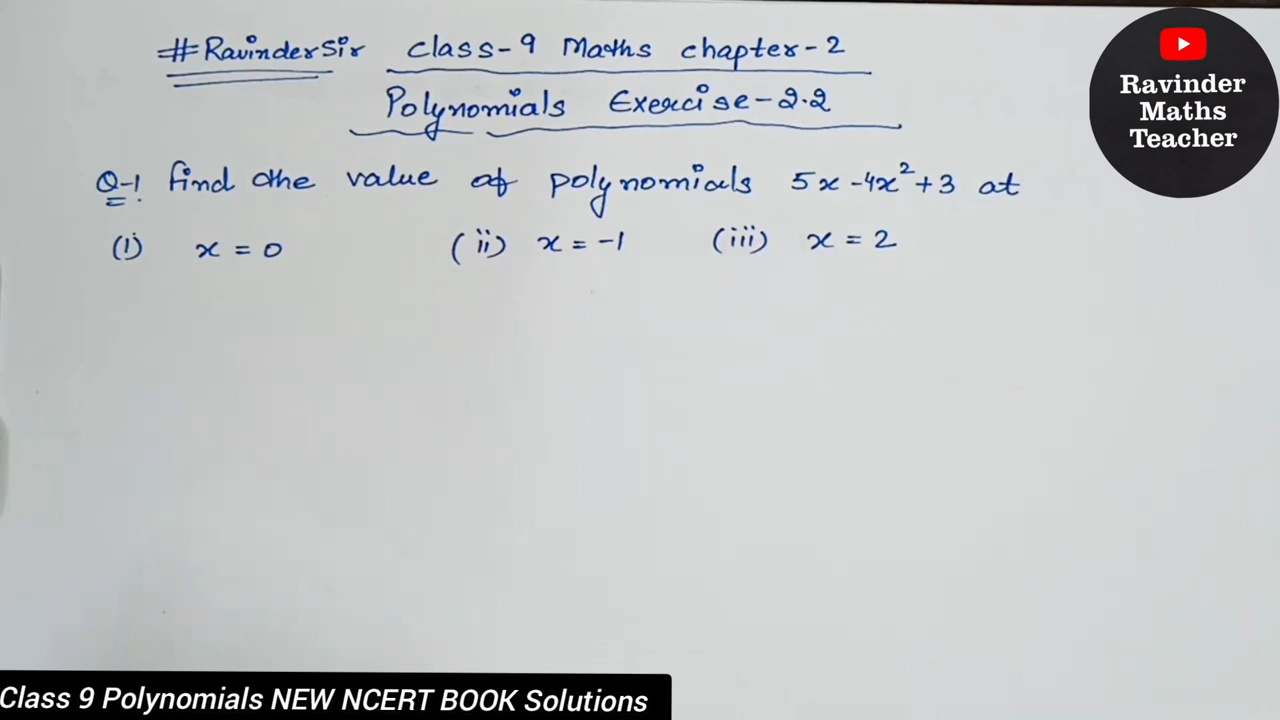 #RavinderSir class-9 Maths chapter-2
Polynomials Exercise-2.2
Ravinder
Maths
Teacher
Q-1 find the value of polynomials 5x-4x²+3 at
(i) x=0 (ii) x=-1 (iii) x=2
Class 9 Polynomials NEW NCERT BOOK Solutions